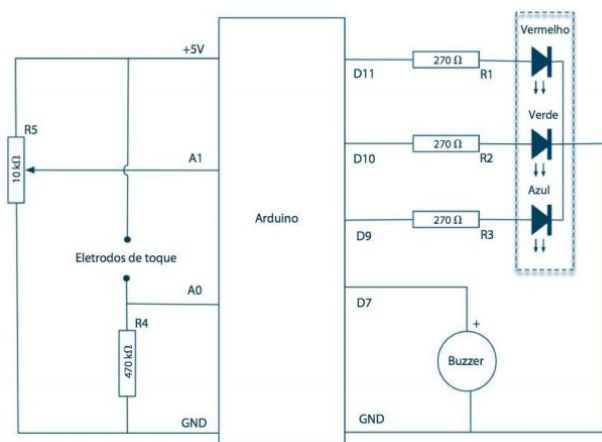 Vermelho
+5V
D11
270 Ω
R1
R5
10 kΩ
A1
Verde
D10
270 Ω
R2
Arduino
Azul
D9
270 Ω
R3
Eletrodos de toque
A0
D7
R4
470 kΩ
+
Buzzer
GND
GND